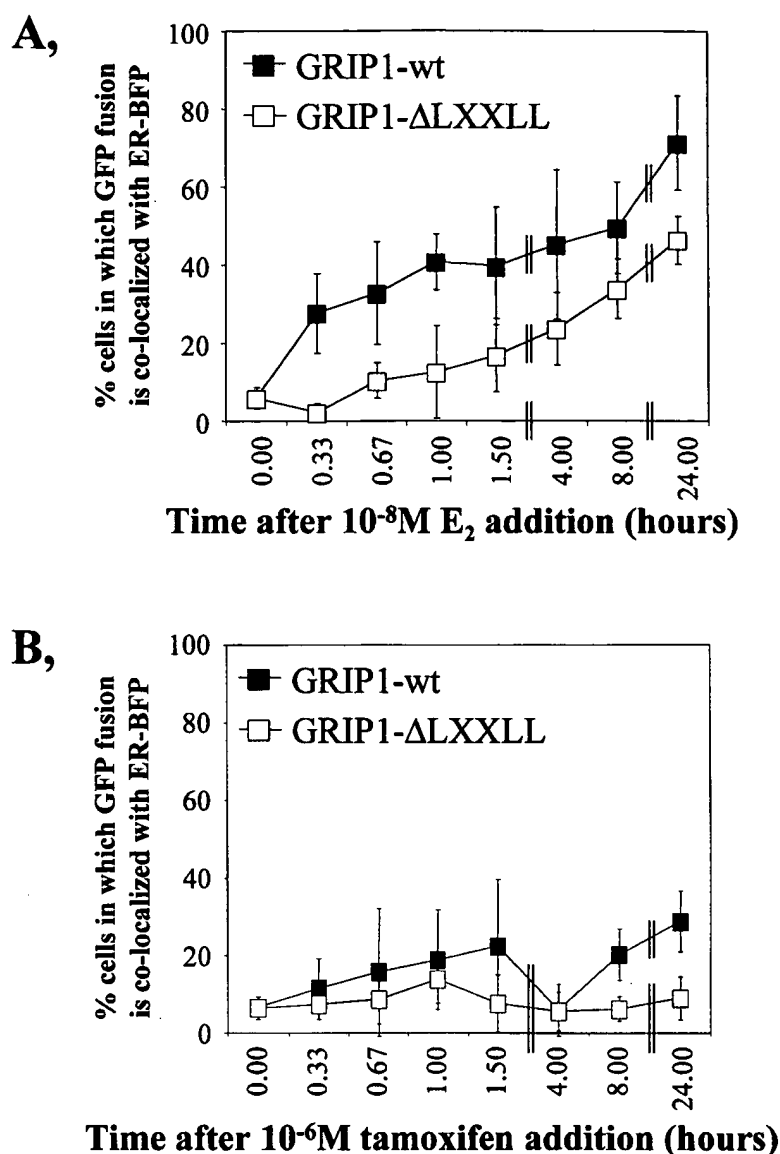 A,
% cells in which GFP fusion
is co-localized with ER-BFP
100
80
60
40
20
0
GRIP1-wt
GRIP1-ΔLXXLL
0.00
0.33
0.67
1.00
1.50
4.00
8.00
24.00
Time after 10⁻⁸M E₂ addition (hours)
B,
% cells in which GFP fusion
is co-localized with ER-BFP
100
80
60
40
20
0
GRIP1-wt
GRIP1-ΔLXXLL
0.00
0.33
0.67
1.00
1.50
4.00
8.00
24.00
Time after 10⁻⁶M tamoxifen addition (hours)